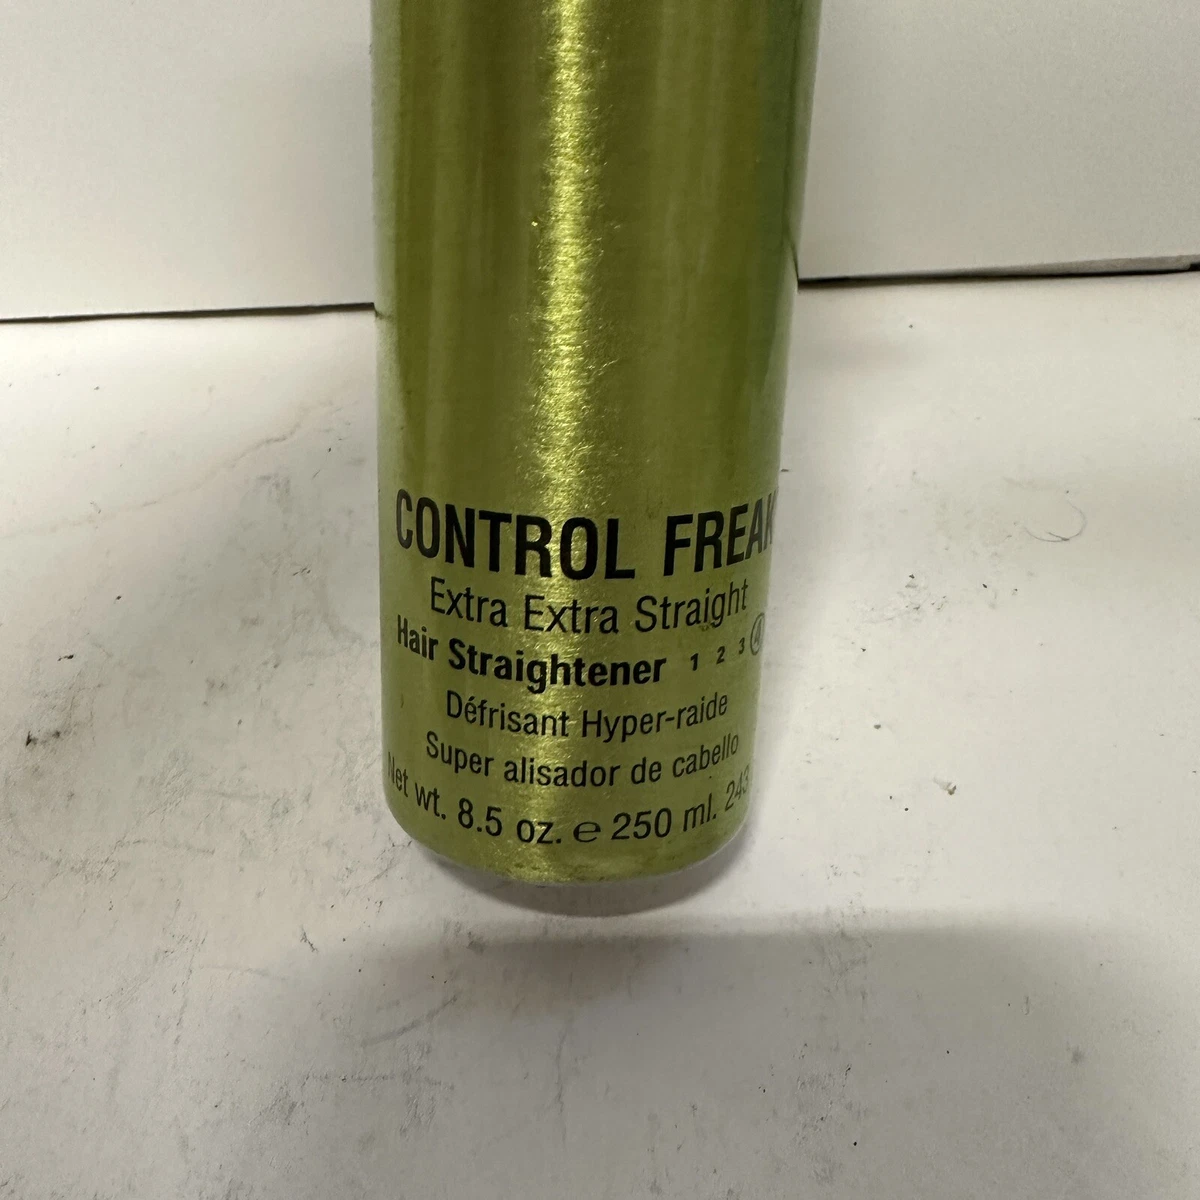 CONTROL FREAK
Extra Extra Straight
Hair Straightener 1 2 3 4
Défrisant Hyper-raide
Super alisador de cabello
Net wt. 8.5 oz. e 250 ml. 243